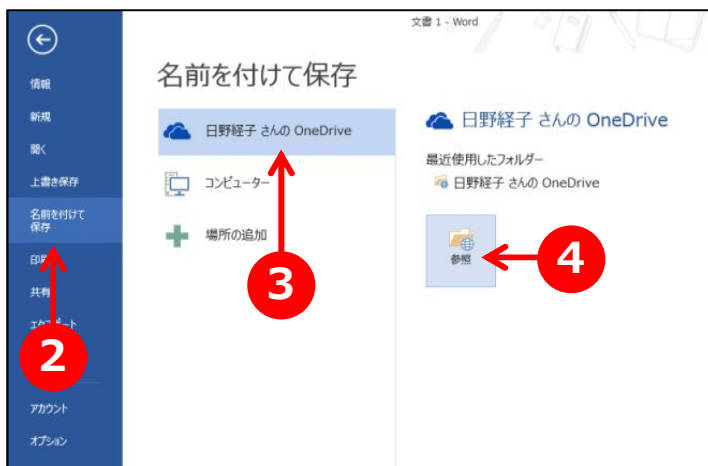 文書 1 - Word
情報
新規
開く
上書き保存
名前を付けて
保存
共有
アカウント
オプション
2
名前を付けて保存
日野経子 さんの OneDrive
コンピューター
場所の追加
3
日野経子 さんの OneDrive
最近使用したフォルダー
日野経子 さんの OneDrive
参照
4